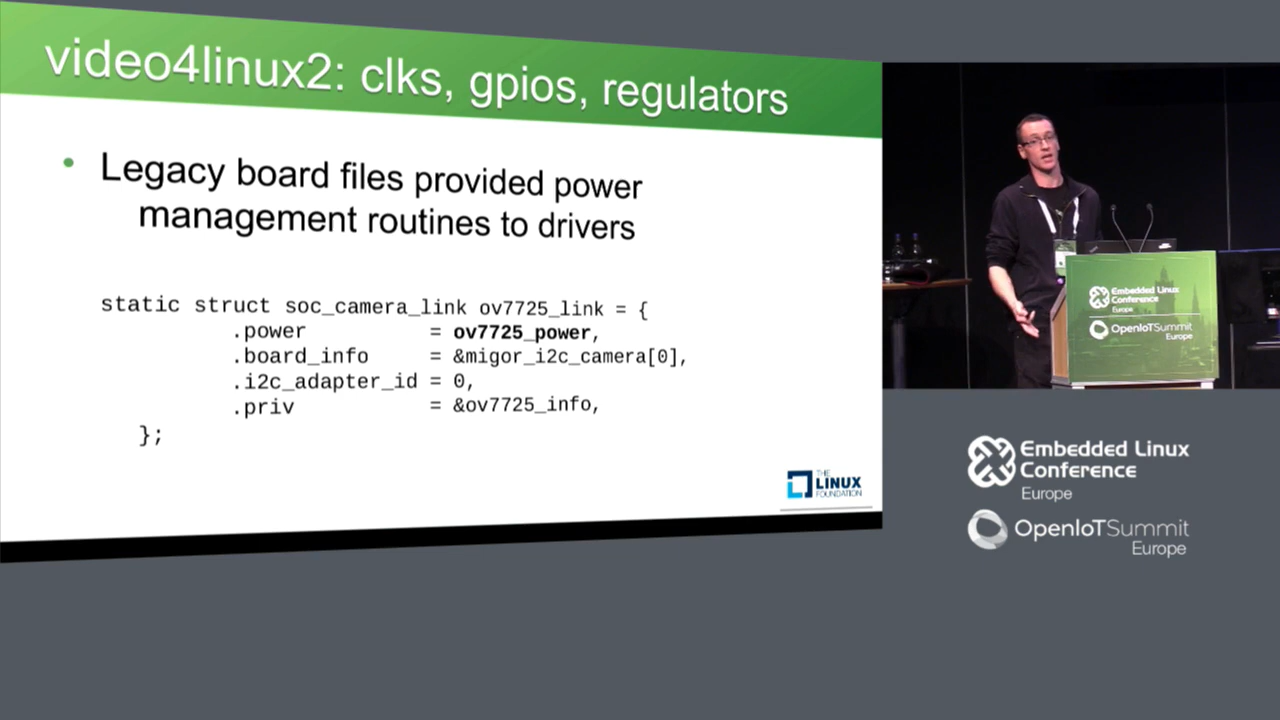 video4linux2: clks, gpios, regulators
• Legacy board files provided power
management routines to drivers
static struct soc_camera_link ov7725_link = {
.power = ov7725_power,
.board_info = &migor_i2c_camera[0],
.i2c_adapter_id = 0,
.priv = &ov7725_info,
};
THE
LINUX
FOUNDATION
Embedded Linux
Conference
Europe
OpenIoTSummit
Europe
Embedded Linux
Conference
Europe
OpenIoTSummit
Europe